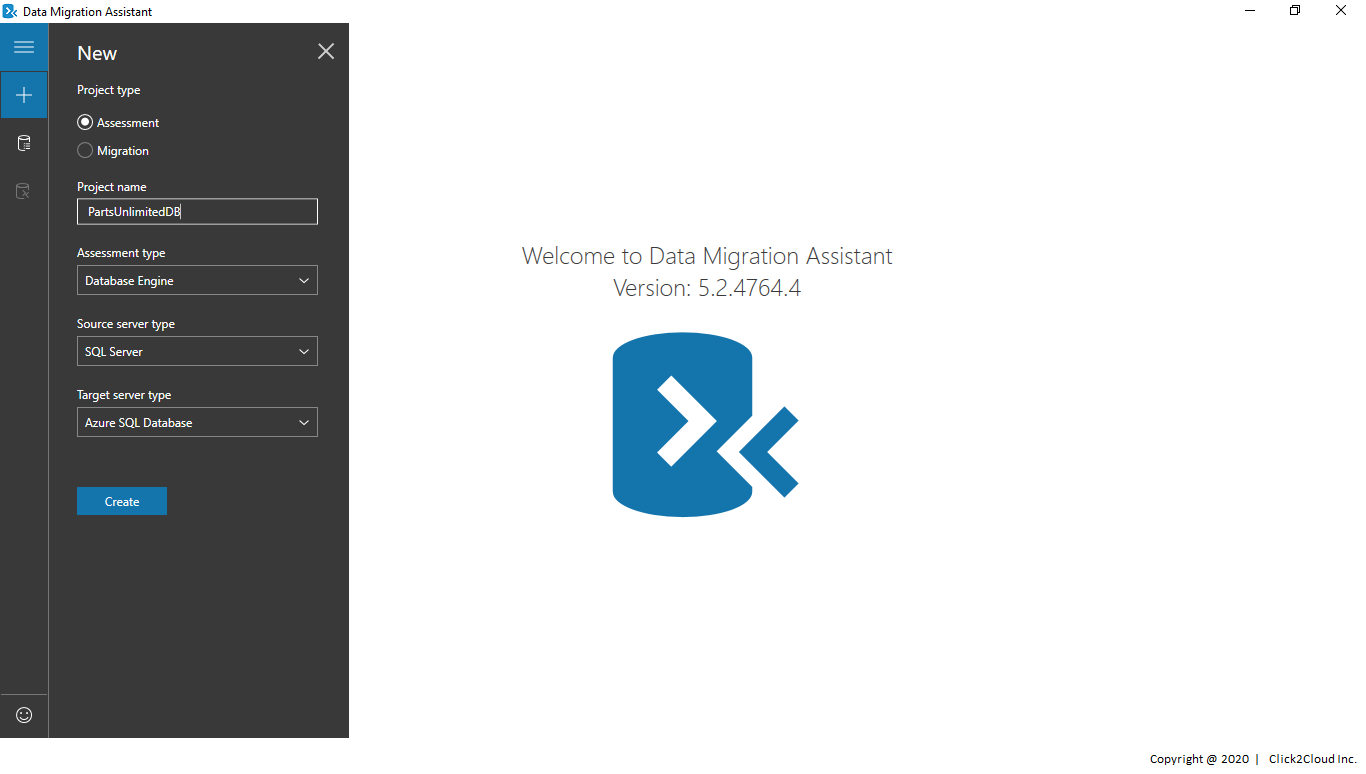 Data Migration Assistant
New
Project type
Assessment
Migration
Project name
PartsUnlimitedDB
Assessment type
Database Engine
Source server type
SQL Server
Target server type
Azure SQL Database
Create
Welcome to Data Migration Assistant
Version: 5.2.4764.4
Copyright @ 2020 | Click2Cloud Inc.